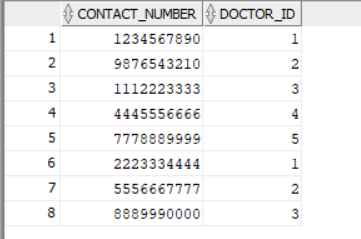 CONTACT_NUMBER DOCTOR_ID
1 1234567890 1
2 9876543210 2
3 1112223333 3
4 4445556666 4
5 7778889999 5
6 2223334444 1
7 5556667777 2
8 8889990000 3